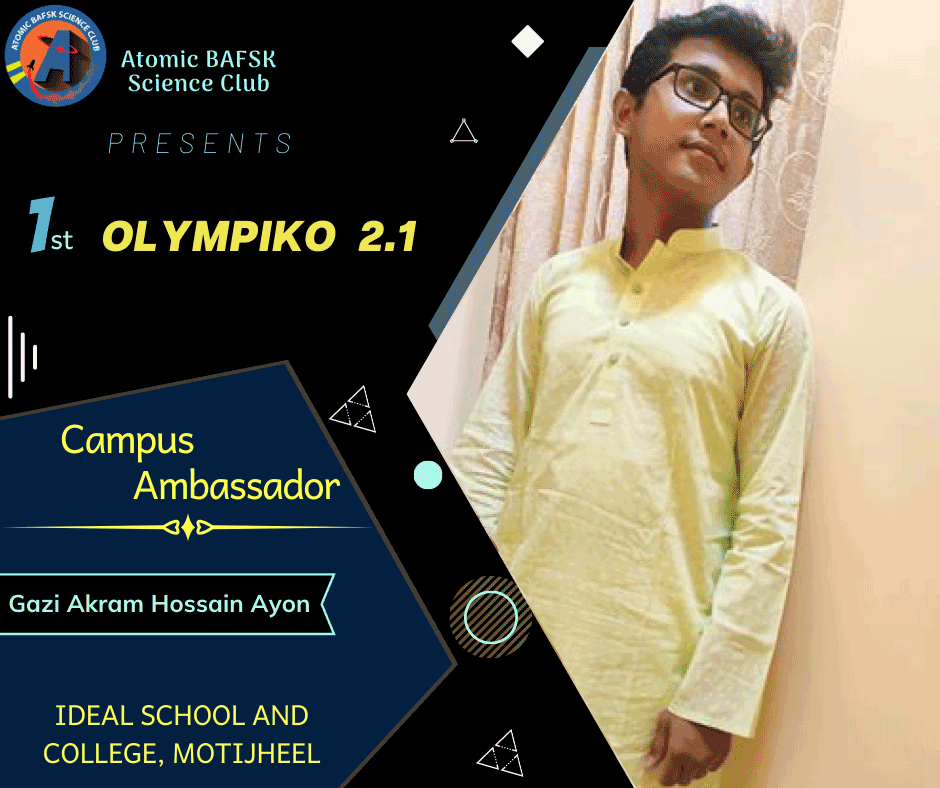 ATOMIC BAFSK SCIENCE CLUB
A
Atomic BAFSK
Science Club
PRESENTS
1st OLYMPIKO 2.1
Campus
Ambassador
Gazi Akram Hossain Ayon
IDEAL SCHOOL AND
COLLEGE, MOTIJHEEL